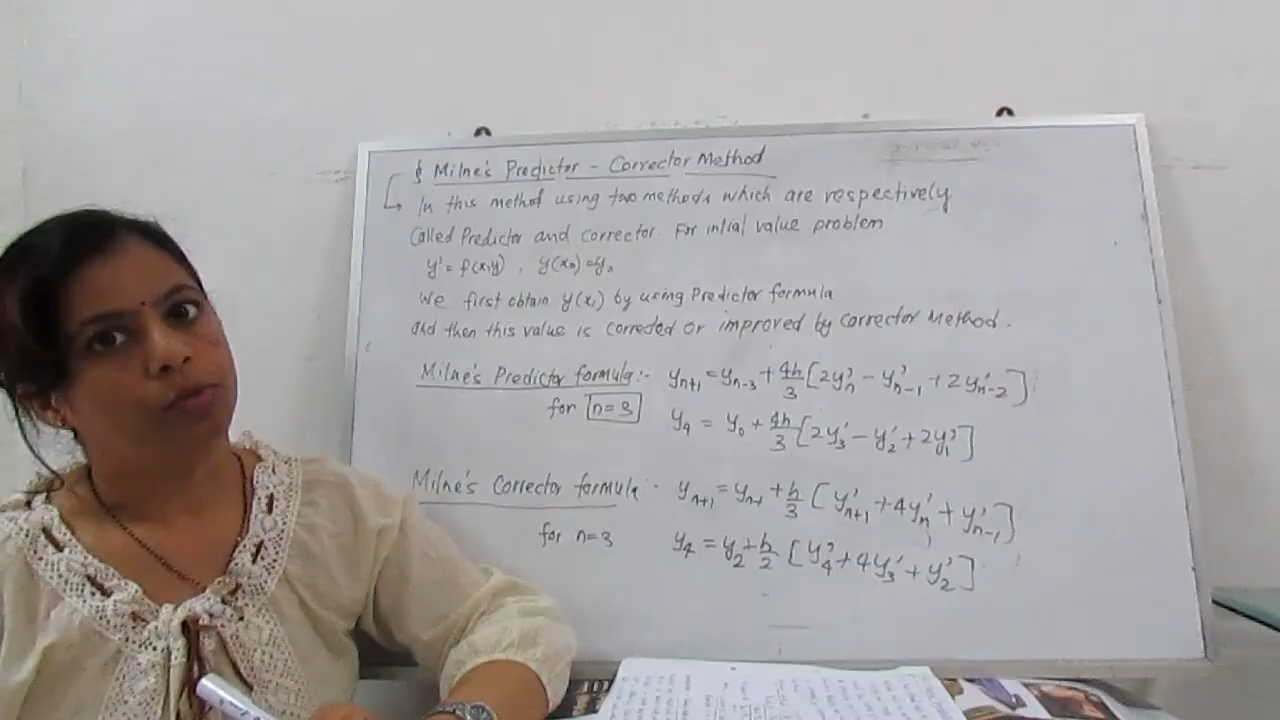 § Milne's Predictor - Corrector Method
→ In this method using two methods which are respectively
Called Predictor and corrector. For intial value problem
y' = f(x,y) , y(x₀) = y₀
We first obtain y(x₁) by using Predictor formula
and then this value is corrected or improved by Corrector Method.
Milne's Predictor formula:- yₙ₊₁ = yₙ₋₃ + 4h/3 [2y'ₙ - y'ₙ₋₁ + 2y'ₙ₋₂]
for n=3 y₄ = y₀ + 4h/3 [2y'₃ - y'₂ + 2y'₁]
Milne's Corrector formula:- yₙ₊₁ = yₙ₋₁ + h/3 [y'ₙ₊₁ + 4y'ₙ + y'ₙ₋₁]
for n=3 y₄ = y₂ + h/2 [y'₄ + 4y'₃ + y'₂]